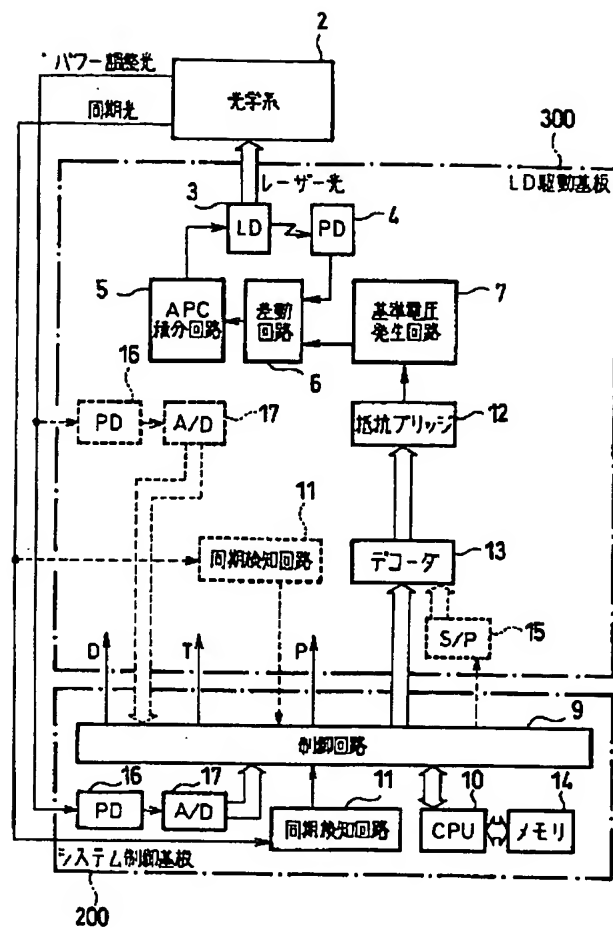 2
パワー調整光
光学系
同期光
300
レーザー光
LD駆動基板
3
4
LD
PD
5
7
APC
積分回路
差動
回路
基準電圧
発生回路
6
16
PD
A/D
17
抵抗ブリッジ
12
11
同期検知回路
デコーダ
13
S/P
15
D
T
P
9
制御回路
16
17
11
10
14
PD
A/D
同期検知回路
CPU
メモリ
システム制御基板
200